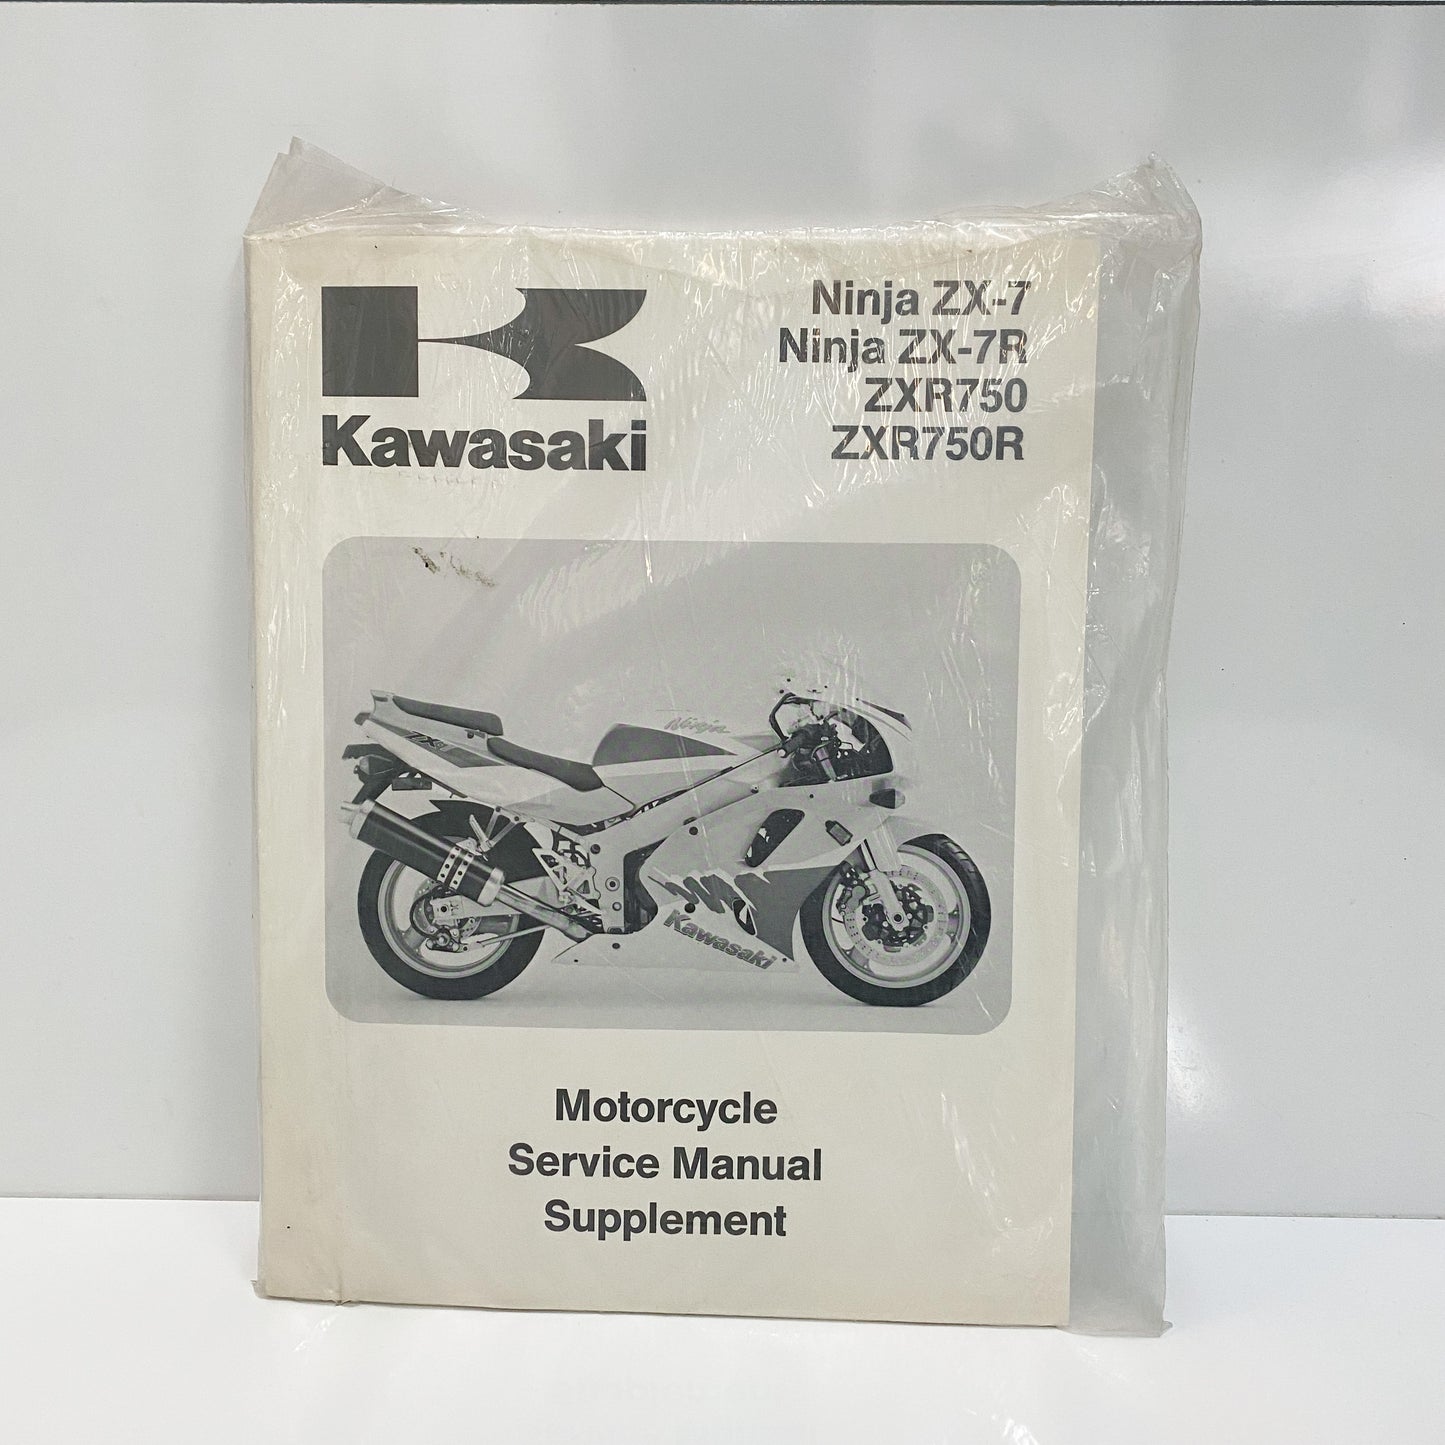 Kawasaki
Ninja ZX-7
Ninja ZX-7R
ZXR750
ZXR750R
Ninja
Kawasaki
Motorcycle
Service Manual
Supplement